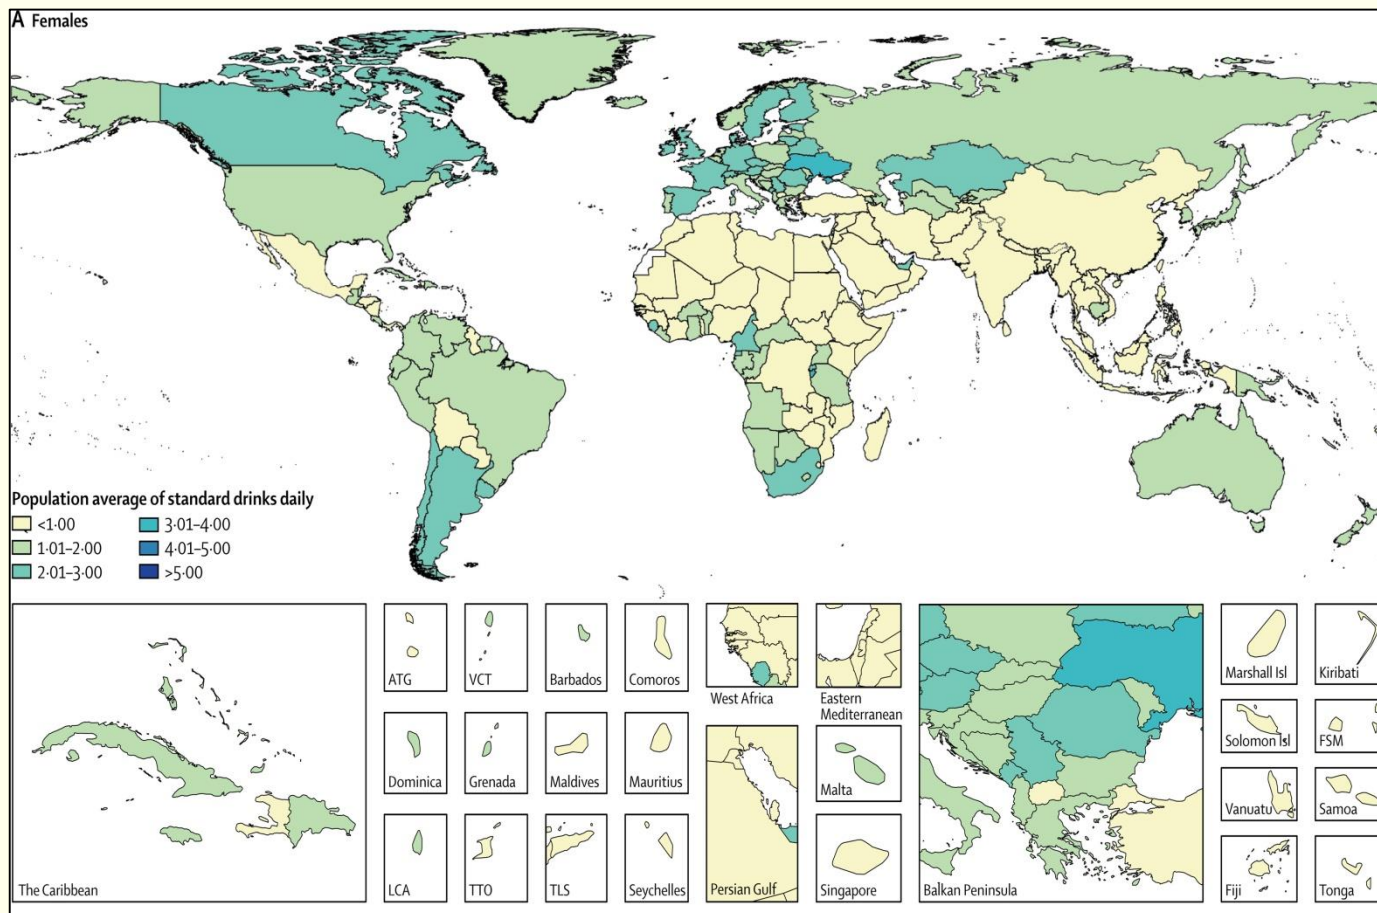 A Females
Population average of standard drinks daily
<1·00
1·01–2·00
2·01–3·00
3·01–4·00
4·01–5·00
>5·00
The Caribbean
ATG
VCT
Barbados
Comoros
Dominica
Grenada
Maldives
Mauritius
LCA
TTO
TLS
Seychelles
West Africa
Eastern
Mediterranean
Persian Gulf
Malta
Singapore
Balkan Peninsula
Marshall Isl
Kiribati
Solomon Isl
FSM
Vanuatu
Samoa
Fiji
Tonga